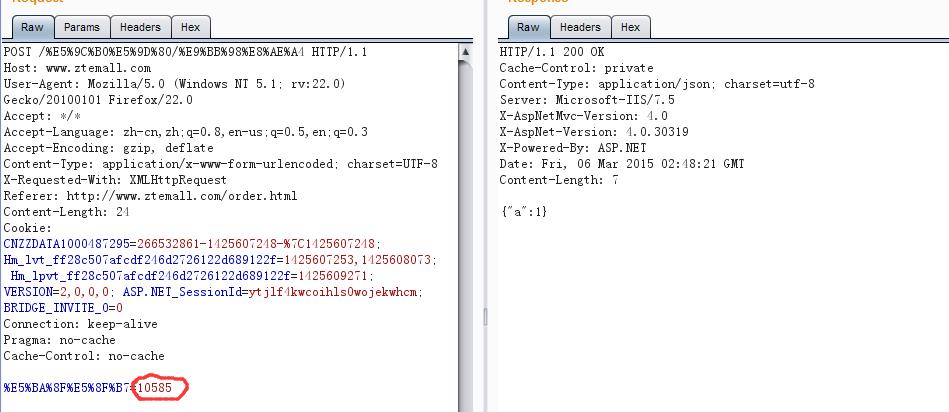 Request
Response
Raw Params Headers Hex
Raw Headers Hex
POST /%E5%9C%B0%E5%9D%80/%E9%BB%98%E8%AE%A4 HTTP/1.1
Host: www.ztemall.com
User-Agent: Mozilla/5.0 (Windows NT 5.1; rv:22.0)
Gecko/20100101 Firefox/22.0
Accept: */*
Accept-Language: zh-cn,zh;q=0.8,en-us;q=0.5,en;q=0.3
Accept-Encoding: gzip, deflate
Content-Type: application/x-www-form-urlencoded; charset=UTF-8
X-Requested-With: XMLHttpRequest
Referer: http://www.ztemall.com/order.html
Content-Length: 24
Cookie:
CNZZDATA1000487295=266532861-1425607248-%7C1425607248;
Hm_lvt_ff28c507afcdf246d2726122d689122f=1425607253,1425608073;
Hm_lpvt_ff28c507afcdf246d2726122d689122f=1425609271;
VERSION=2,0,0,0; ASP.NET_SessionId=ytjlf4kwcoihls0wojekwhcm;
BRIDGE_INVITE_0=0
Connection: keep-alive
Pragma: no-cache
Cache-Control: no-cache
%E5%BA%8F%E5%8F%B7=10585
HTTP/1.1 200 OK
Cache-Control: private
Content-Type: application/json; charset=utf-8
Server: Microsoft-IIS/7.5
X-AspNetMvc-Version: 4.0
X-AspNet-Version: 4.0.30319
X-Powered-By: ASP.NET
Date: Fri, 06 Mar 2015 02:48:21 GMT
Content-Length: 7
{"a":1}